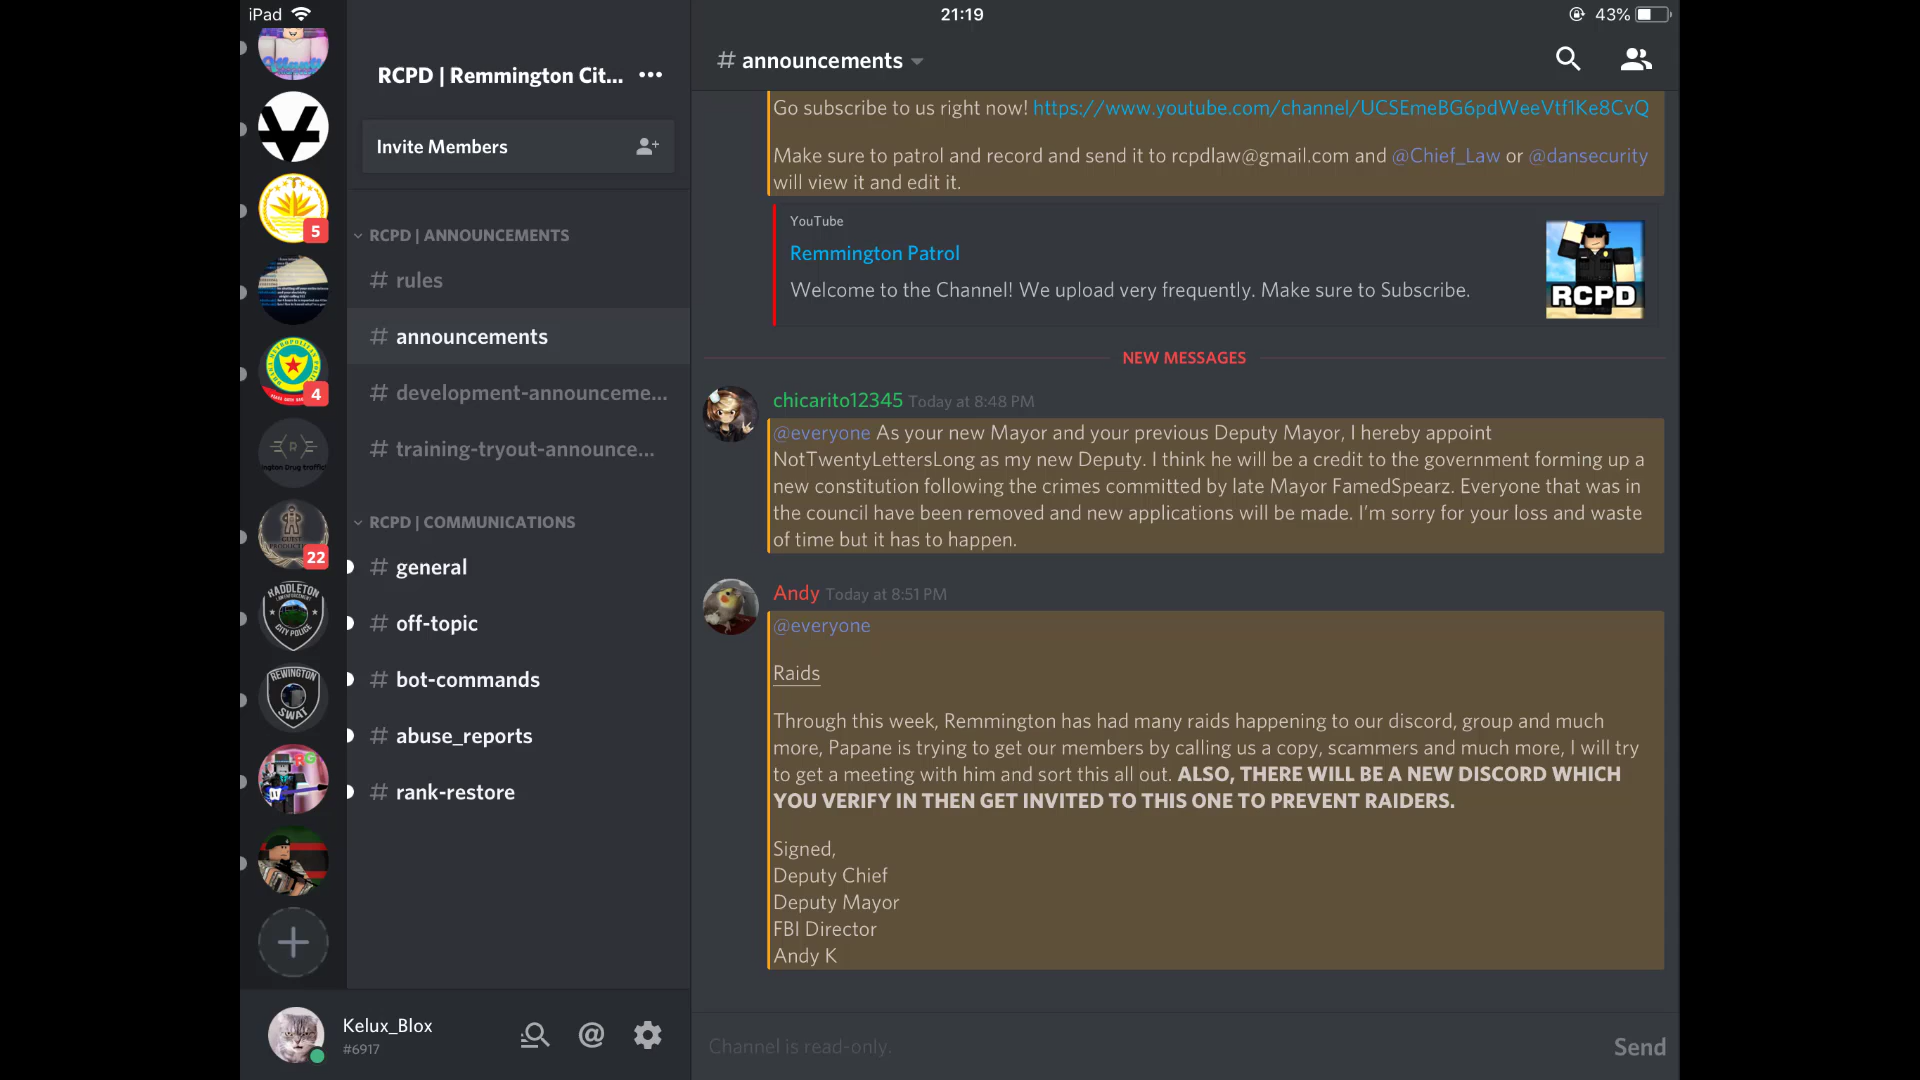 iPad
21:19
43%
5
4
22
HADDLETON
CITY POLICE
REWINGTON
SWAT
RCPD | Remmington Cit...
Invite Members
RCPD | ANNOUNCEMENTS
# rules
# announcements
# development-announceme...
# training-tryout-announce...
RCPD | COMMUNICATIONS
# general
# off-topic
# bot-commands
# abuse_reports
# rank-restore
Kelux_Blox
#6917
# announcements
Go subscribe to us right now! https://www.youtube.com/channel/UCSEmeBG6pdWeeVtf1Ke8CvQ
Make sure to patrol and record and send it to rcpdlaw@gmail.com and @Chief_Law or @dansecurity
will view it and edit it.
YouTube
Remmington Patrol
Welcome to the Channel! We upload very frequently. Make sure to Subscribe.
RCPD
NEW MESSAGES
chicarito12345 Today at 8:48 PM
@everyone As your new Mayor and your previous Deputy Mayor, I hereby appoint
NotTwentyLettersLong as my new Deputy. I think he will be a credit to the government forming up a
new constitution following the crimes committed by late Mayor FamedSpearz. Everyone that was in
the council have been removed and new applications will be made. I'm sorry for your loss and waste
of time but it has to happen.
Andy Today at 8:51 PM
@everyone
Raids
Through this week, Remmington has had many raids happening to our discord, group and much
more, Papane is trying to get our members by calling us a copy, scammers and much more, I will try
to get a meeting with him and sort this all out. ALSO, THERE WILL BE A NEW DISCORD WHICH
YOU VERIFY IN THEN GET INVITED TO THIS ONE TO PREVENT RAIDERS.
Signed,
Deputy Chief
Deputy Mayor
FBI Director
Andy K
Channel is read-only.
Send